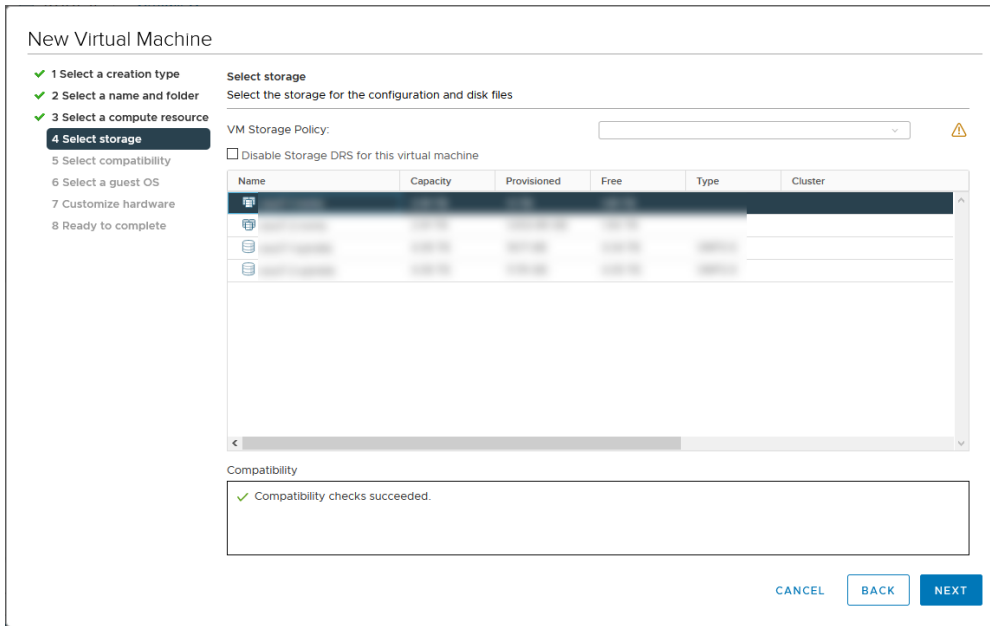 New Virtual Machine
1 Select a creation type
2 Select a name and folder
3 Select a compute resource
4 Select storage
5 Select compatibility
6 Select a guest OS
7 Customize hardware
8 Ready to complete
Select storage
Select the storage for the configuration and disk files
VM Storage Policy:
Disable Storage DRS for this virtual machine
Name Capacity Provisioned Free Type Cluster
Compatibility
Compatibility checks succeeded.
CANCEL BACK NEXT